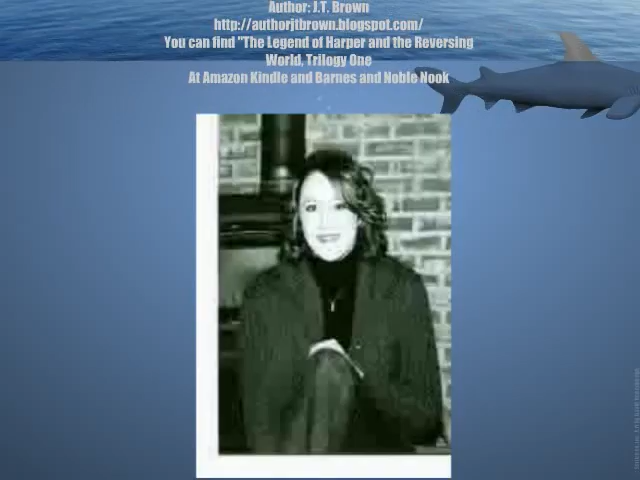 Author: J.T. Brown
http://authorjtbrown.blogspot.com/
You can find "The Legend of Harper and the Reversing
World, Trilogy One
At Amazon Kindle and Barnes and Noble Nook